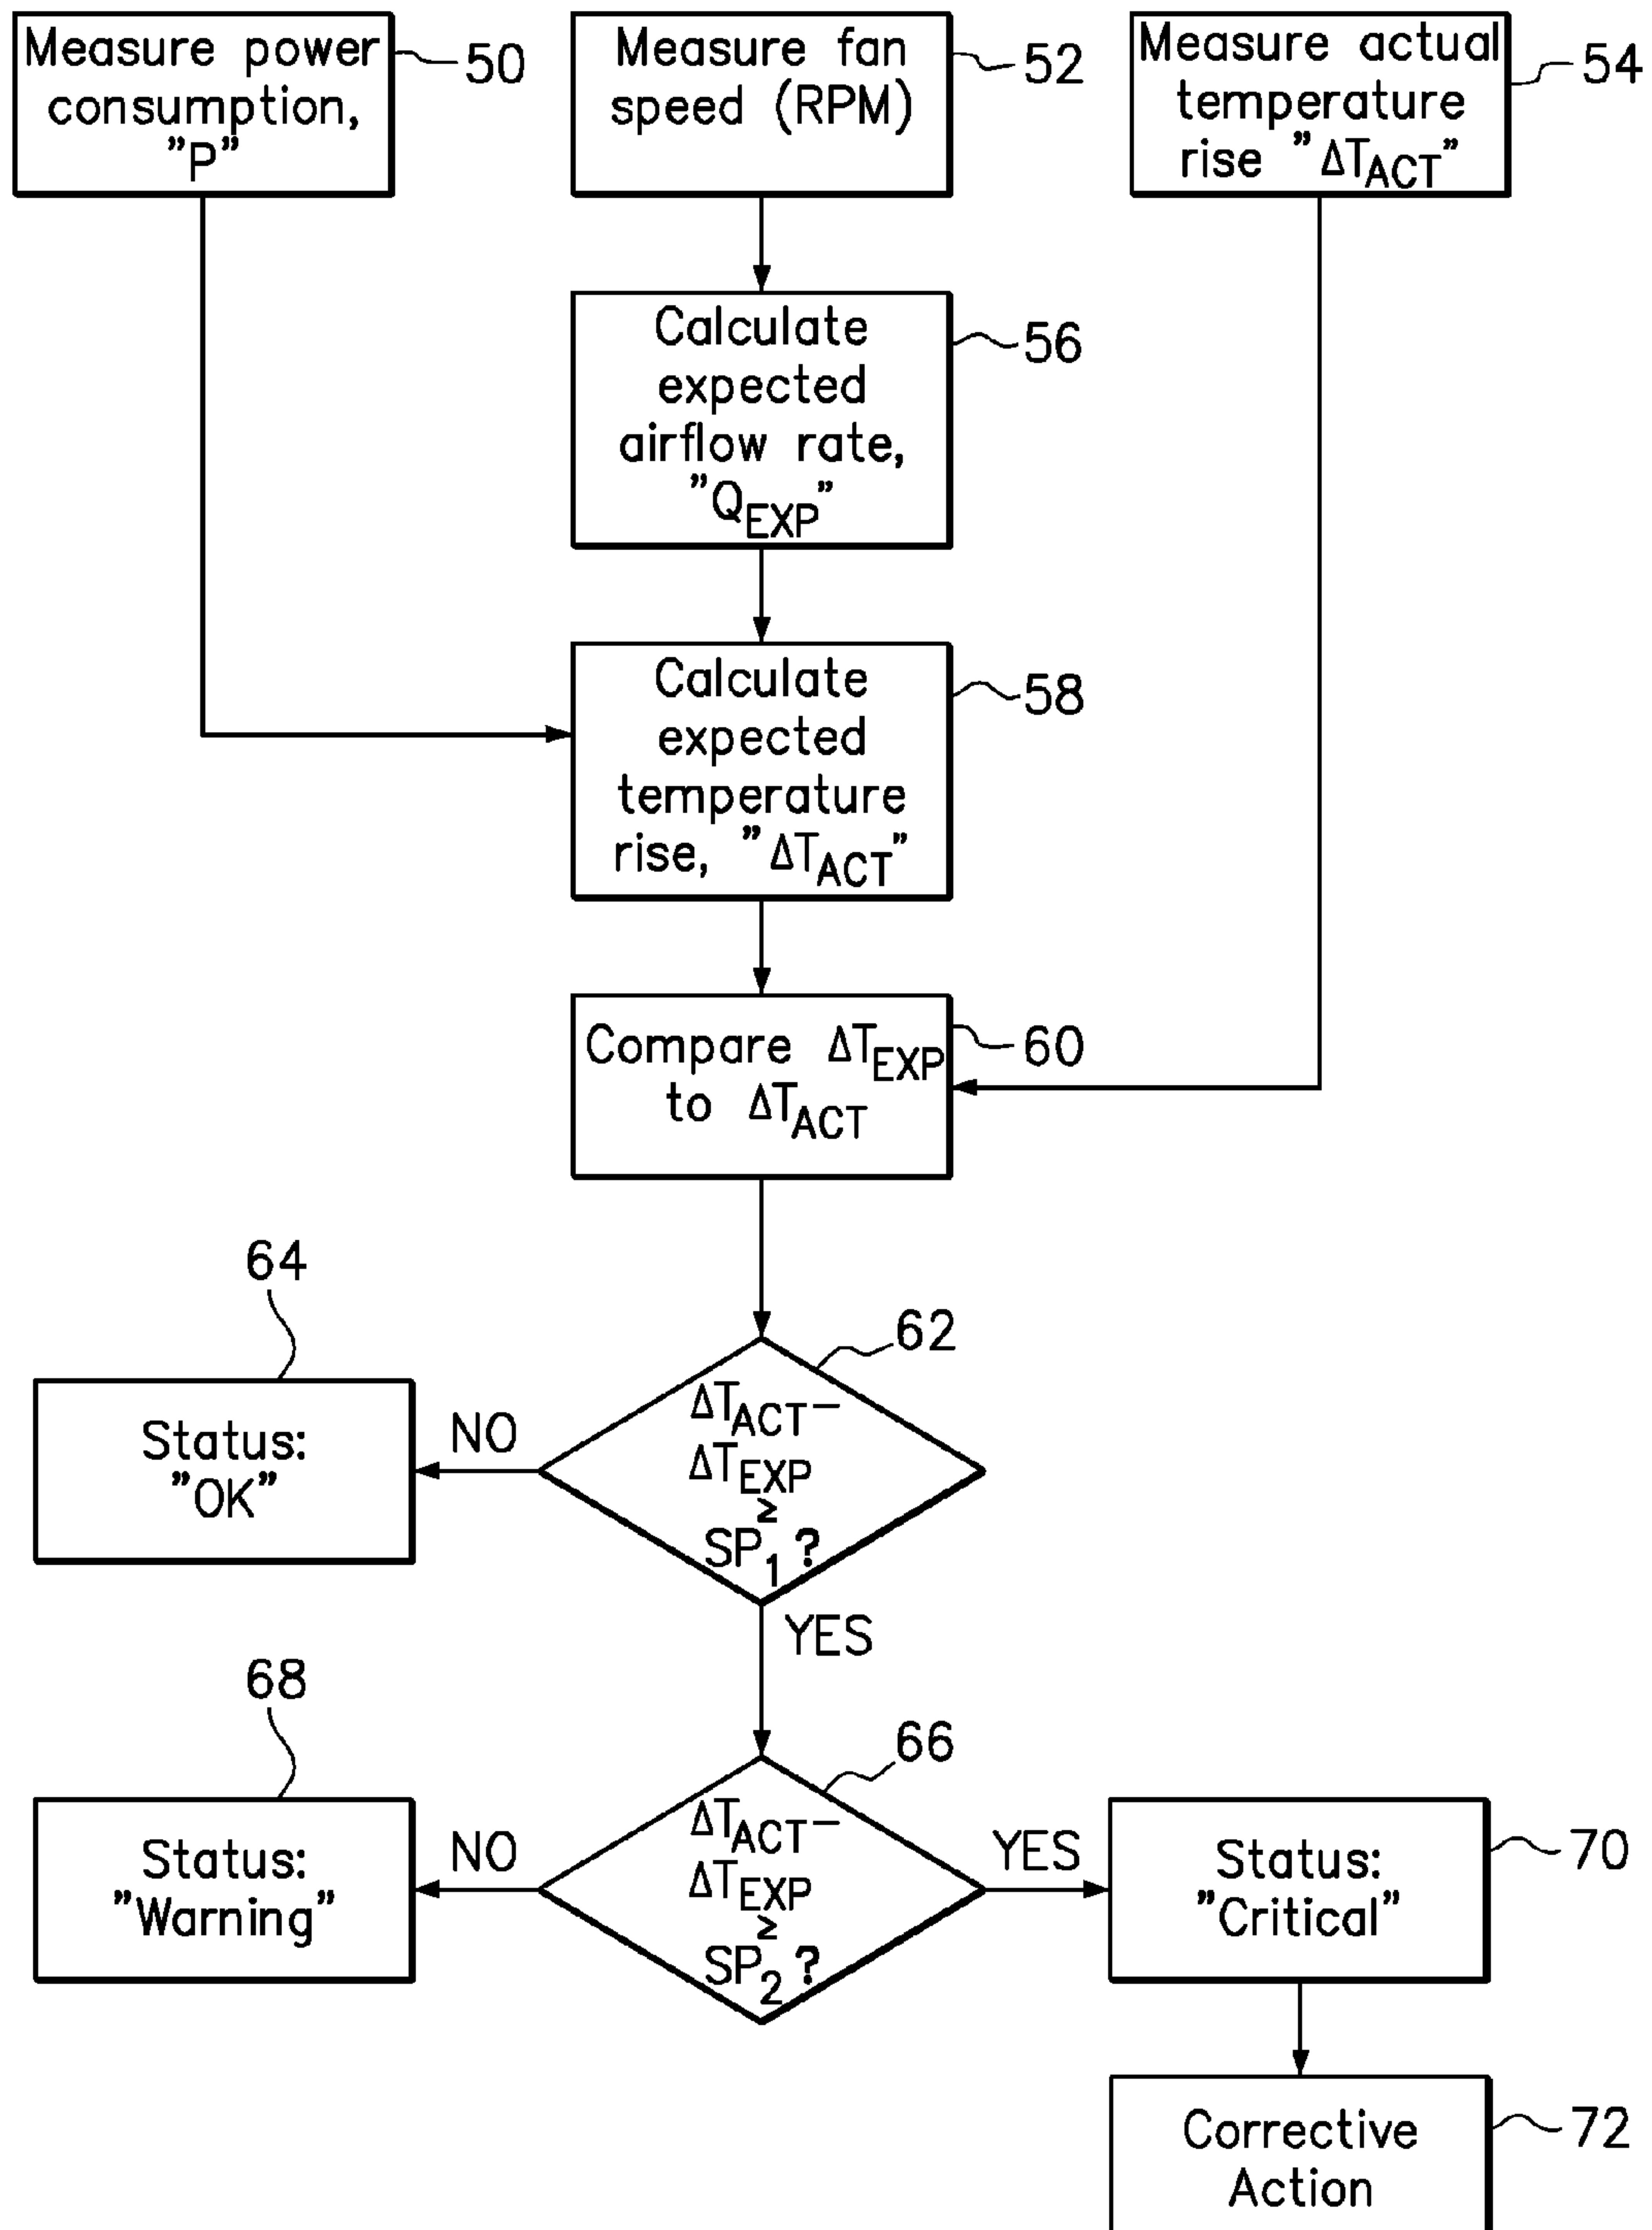 Measure power
consumption,
"P"
50
Measure fan
speed (RPM)
52
Measure actual
temperature
rise "ΔTACT"
54
Calculate
expected
airflow rate,
"QEXP"
56
Calculate
expected
temperature
rise, "ΔTACT"
58
Compare ΔTEXP
to ΔTACT
60
62
ΔTACT−
ΔTEXP
≥
SP1?
NO
64
Status:
"OK"
YES
66
ΔTACT−
ΔTEXP
≥
SP2?
NO
68
Status:
"Warning"
YES
Status:
"Critical"
70
Corrective
Action
72